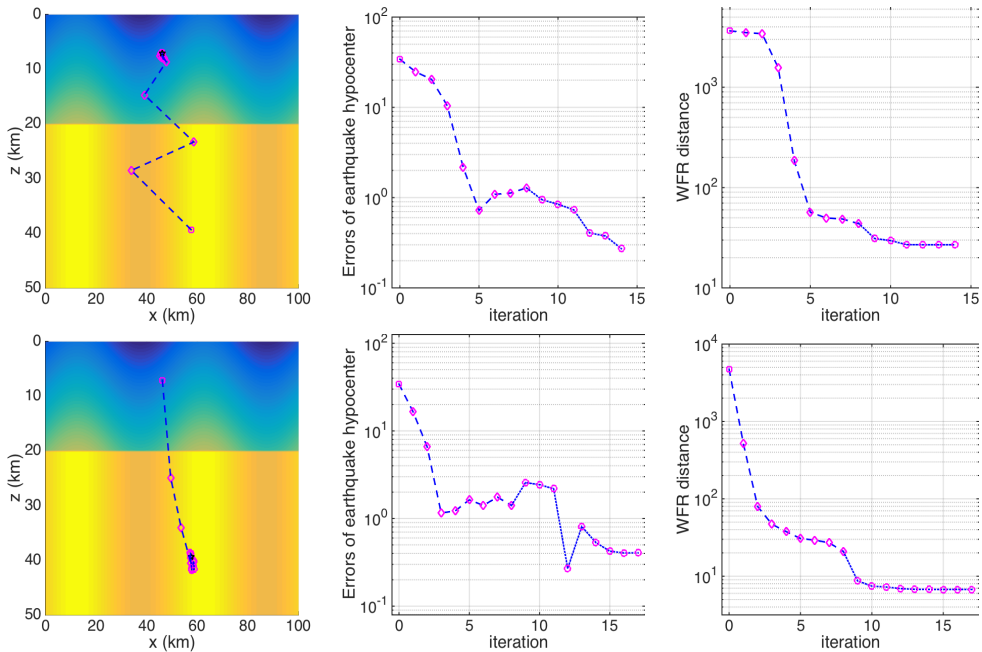 0
10
20
30
40
50
z (km)
0 20 40 60 80 100
x (km)
10^2
10^1
10^0
10^-1
Errors of earthquake hypocenter
0 5 10 15
iteration
10^3
10^2
10^1
WFR distance
0 5 10 15
iteration
0
10
20
30
40
50
z (km)
0 20 40 60 80 100
x (km)
10^2
10^1
10^0
10^-1
Errors of earthquake hypocenter
0 5 10 15
iteration
10^4
10^3
10^2
10^1
WFR distance
0 5 10 15
iteration